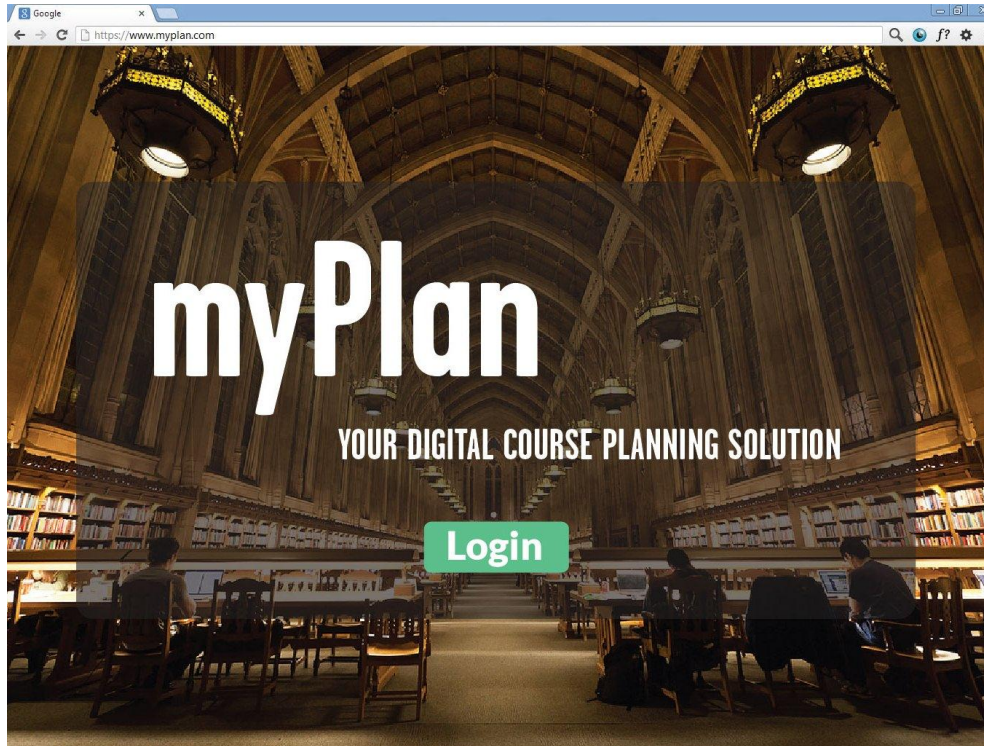 Google
https://www.myplan.com
f?
myPlan
YOUR DIGITAL COURSE PLANNING SOLUTION
Login